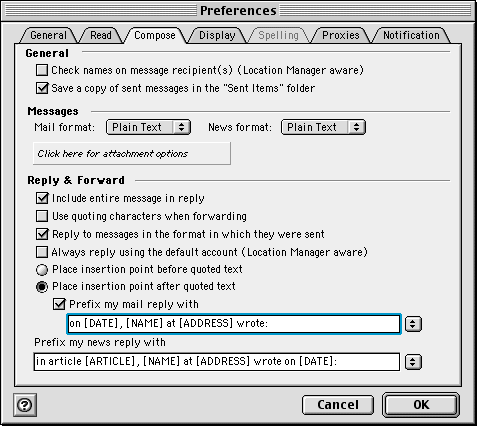 Preferences
General Read Compose Display Spelling Proxies Notification
General
Check names on message recipient(s) (Location Manager aware)
Save a copy of sent messages in the "Sent Items" folder
Messages
Mail format: Plain Text News format: Plain Text
Click here for attachment options
Reply & Forward
Include entire message in reply
Use quoting characters when forwarding
Reply to messages in the format in which they were sent
Always reply using the default account (Location Manager aware)
Place insertion point before quoted text
Place insertion point after quoted text
Prefix my mail reply with
on [DATE], [NAME] at [ADDRESS] wrote:
Prefix my news reply with
in article [ARTICLE], [NAME] at [ADDRESS] wrote on [DATE]:
? Cancel OK